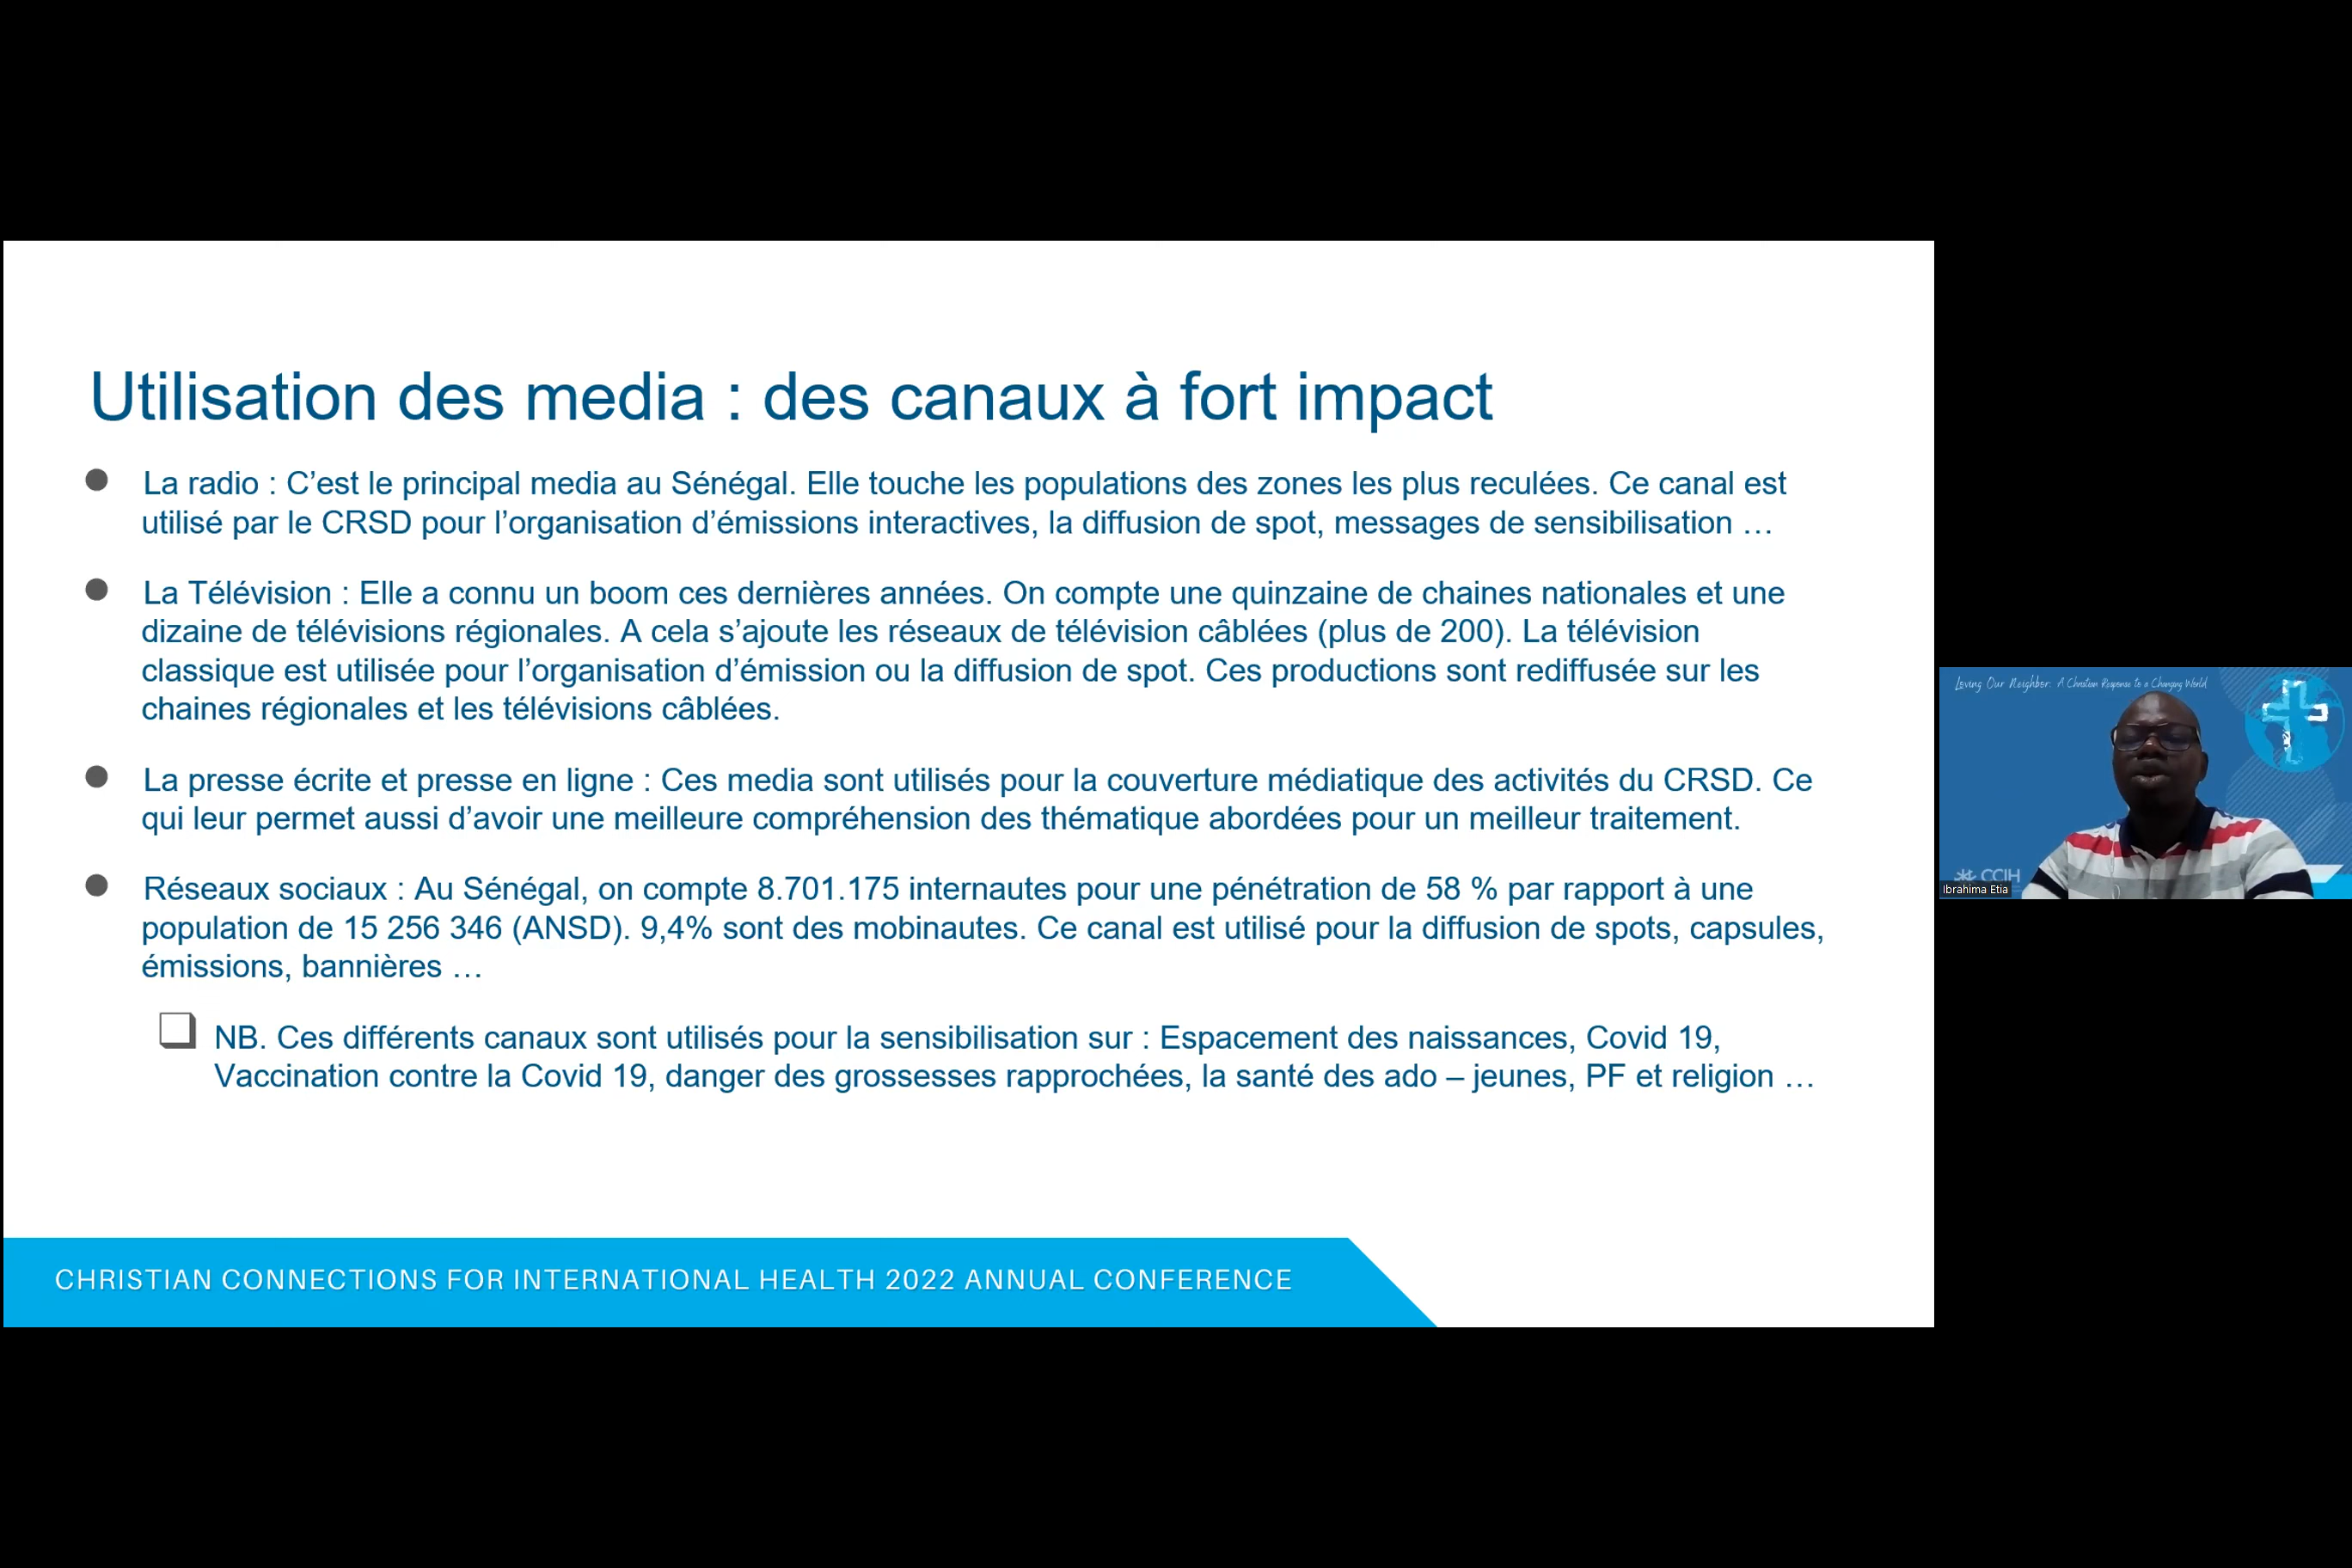 Utilisation des media : des canaux à fort impact
La radio : C’est le principal media au Sénégal. Elle touche les populations des zones les plus reculées. Ce canal est
utilisé par le CRSD pour l’organisation d’émissions interactives, la diffusion de spot, messages de sensibilisation …
La Télévision : Elle a connu un boom ces dernières années. On compte une quinzaine de chaines nationales et une
dizaine de télévisions régionales. A cela s’ajoute les réseaux de télévision câblées (plus de 200). La télévision
classique est utilisée pour l’organisation d’émission ou la diffusion de spot. Ces productions sont rediffusée sur les
chaines régionales et les télévisions câblées.
La presse écrite et presse en ligne : Ces media sont utilisés pour la couverture médiatique des activités du CRSD. Ce
qui leur permet aussi d’avoir une meilleure compréhension des thématique abordées pour un meilleur traitement.
Réseaux sociaux : Au Sénégal, on compte 8.701.175 internautes pour une pénétration de 58 % par rapport à une
population de 15 256 346 (ANSD). 9,4% sont des mobinautes. Ce canal est utilisé pour la diffusion de spots, capsules,
émissions, bannières …
NB. Ces différents canaux sont utilisés pour la sensibilisation sur : Espacement des naissances, Covid 19,
Vaccination contre la Covid 19, danger des grossesses rapprochées, la santé des ado – jeunes, PF et religion …
CHRISTIAN CONNECTIONS FOR INTERNATIONAL HEALTH 2022 ANNUAL CONFERENCE
Loving Our Neighbor: A Christian Response to a Changing World
CCIH
Ibrahima Etia